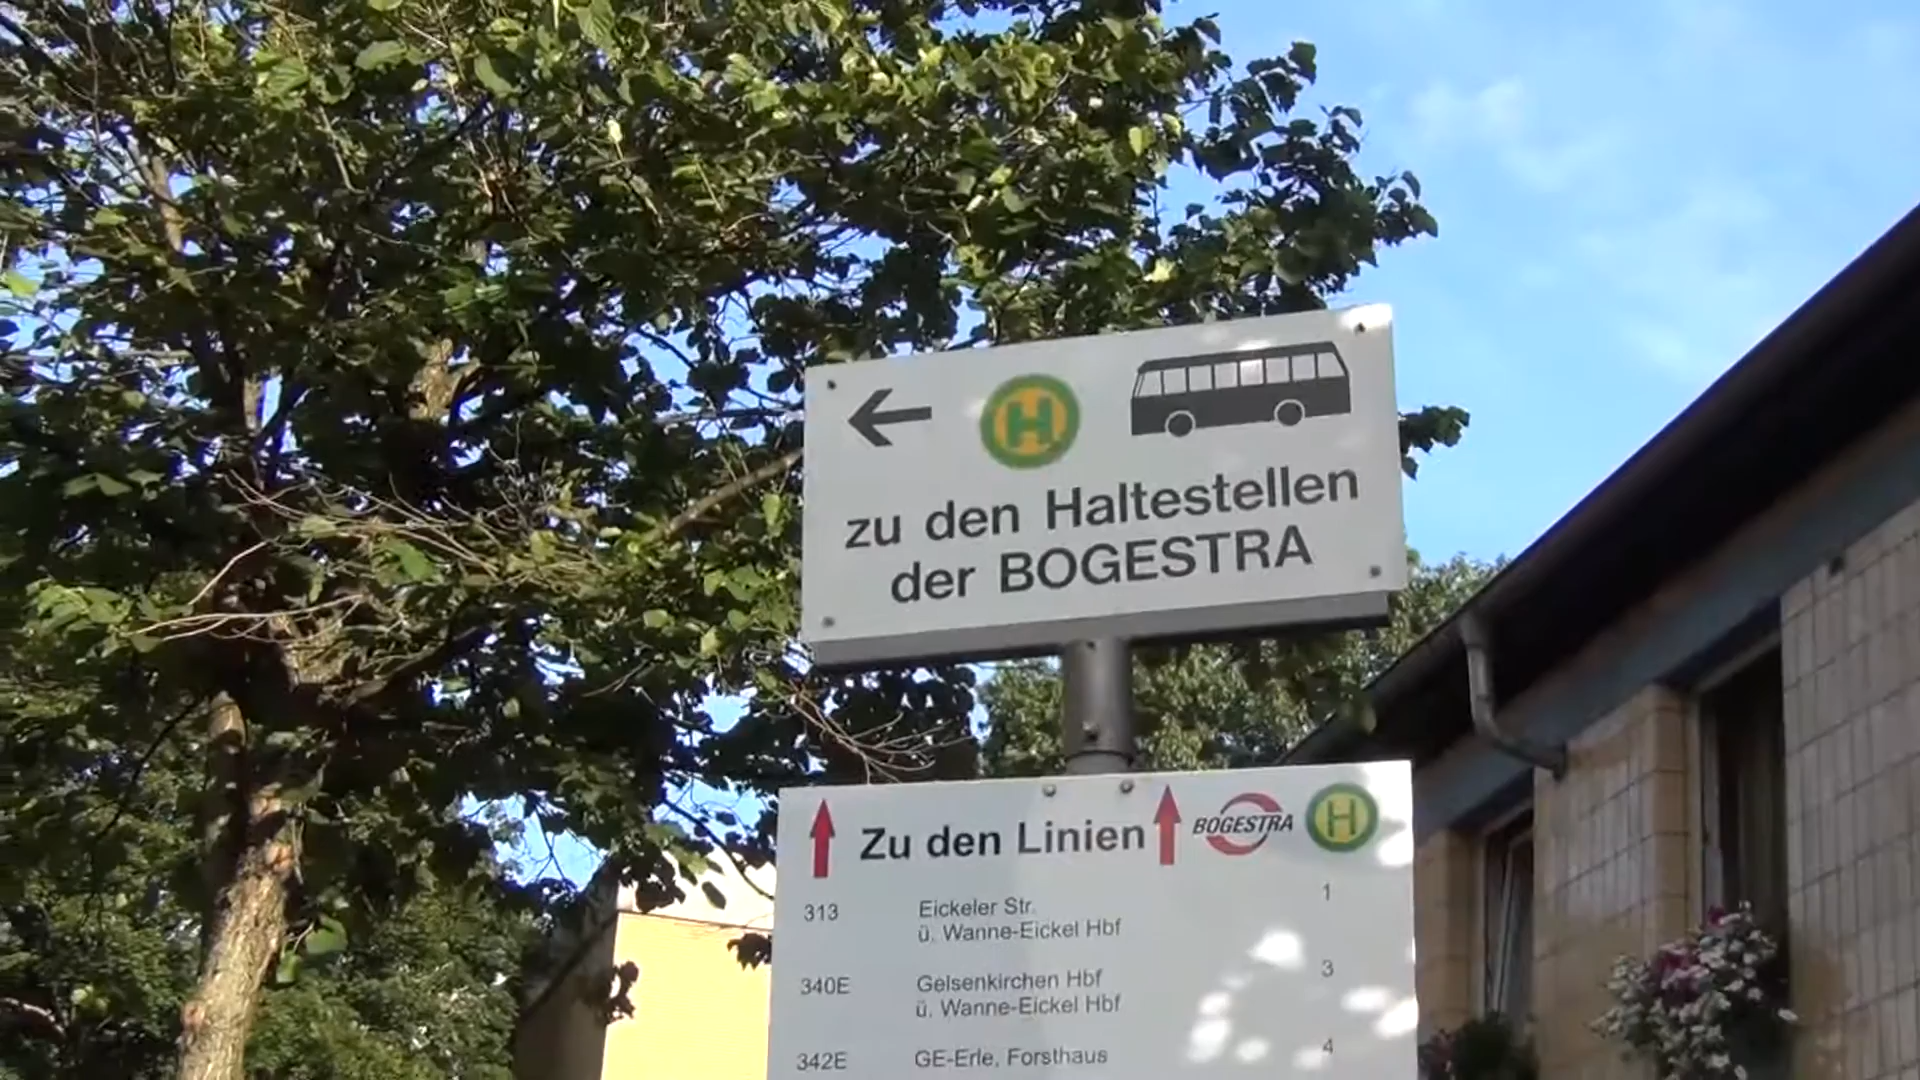 H
zu den Haltestellen
der BOGESTRA
Zu den Linien BOGESTRA H
313 Eickeler Str. 1
ü. Wanne-Eickel Hbf
340E Gelsenkirchen Hbf 3
ü. Wanne-Eickel Hbf
342E GE-Erle, Forsthaus 4